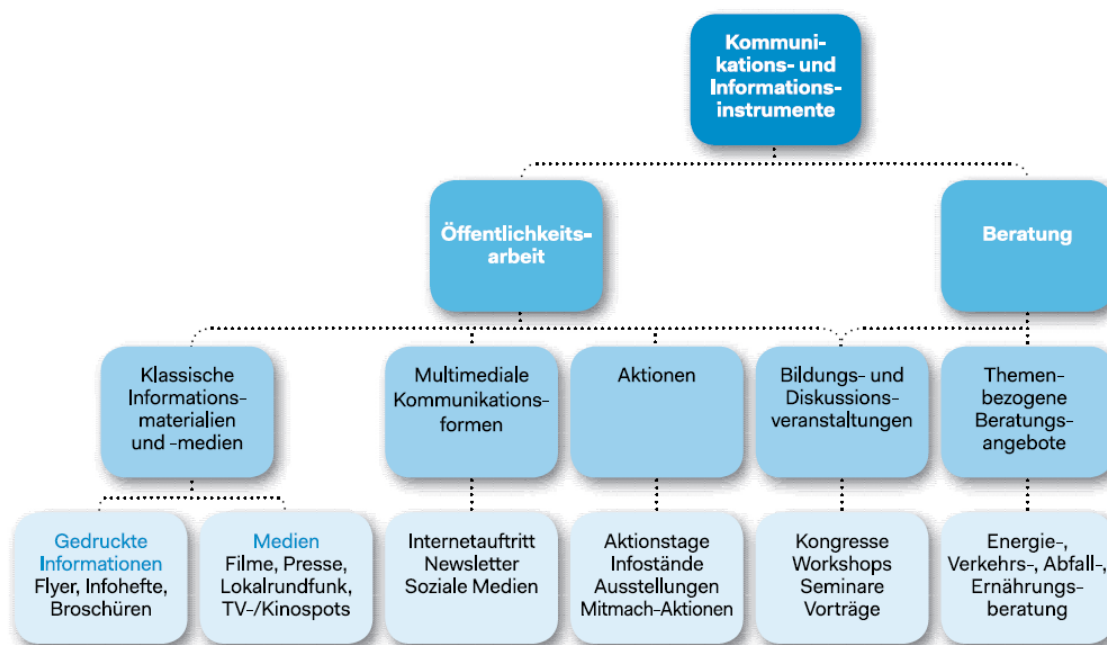 Kommuni-
kations- und
Informations-
instrumente
Öffentlichkeits-
arbeit
Beratung
Klassische
Informations-
materialien
und -medien
Multimediale
Kommunikations-
formen
Aktionen
Bildungs- und
Diskussions-
veranstaltungen
Themen-
bezogene
Beratungs-
angebote
Gedruckte
Informationen
Flyer, Infohefte,
Broschüren
Medien
Filme, Presse,
Lokalrundfunk,
TV-/Kinospots
Internetauftritt
Newsletter
Soziale Medien
Aktionstage
Infostände
Ausstellungen
Mitmach-Aktionen
Kongresse
Workshops
Seminare
Vorträge
Energie-,
Verkehrs-, Abfall-,
Ernährungs-
beratung